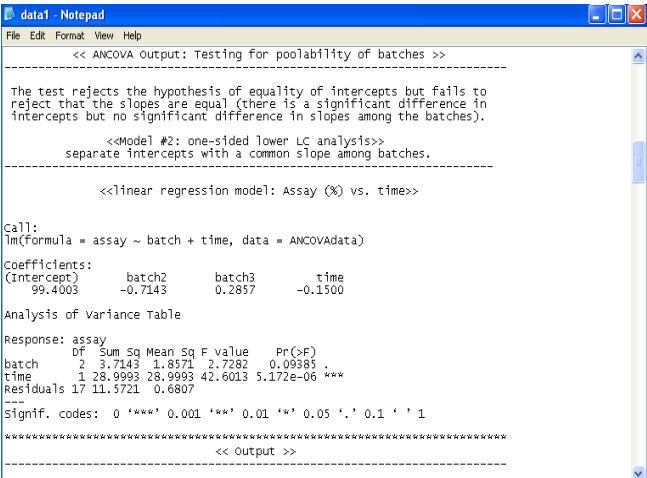 data1 - Notepad
File Edit Format View Help
<< ANCOVA Output: Testing for poolability of batches >>
--------------------------------------------------------------------------
The test rejects the hypothesis of equality of intercepts but fails to
reject that the slopes are equal (there is a significant difference in
intercepts but no significant difference in slopes among the batches).
<<Model #2: one-sided lower LC analysis>>
separate intercepts with a common slope among batches.
------------------------------------------------------------------------
<<linear regression model: Assay (%) vs. time>>
Call:
lm(formula = assay ~ batch + time, data = ANCOVAdata)
Coefficients:
(Intercept) batch2 batch3 time
99.4003 -0.7143 0.2857 -0.1500
Analysis of Variance Table
Response: assay
Df Sum Sq Mean Sq F value Pr(>F)
batch 2 3.7143 1.8571 2.7282 0.09385 .
time 1 28.9993 28.9993 42.6013 5.172e-06 ***
Residuals 17 11.5721 0.6807
---
Signif. codes: 0 '***' 0.001 '**' 0.01 '*' 0.05 '.' 0.1 ' ' 1
**************************************************************************
<< Output >>
--------------------------------------------------------------------------